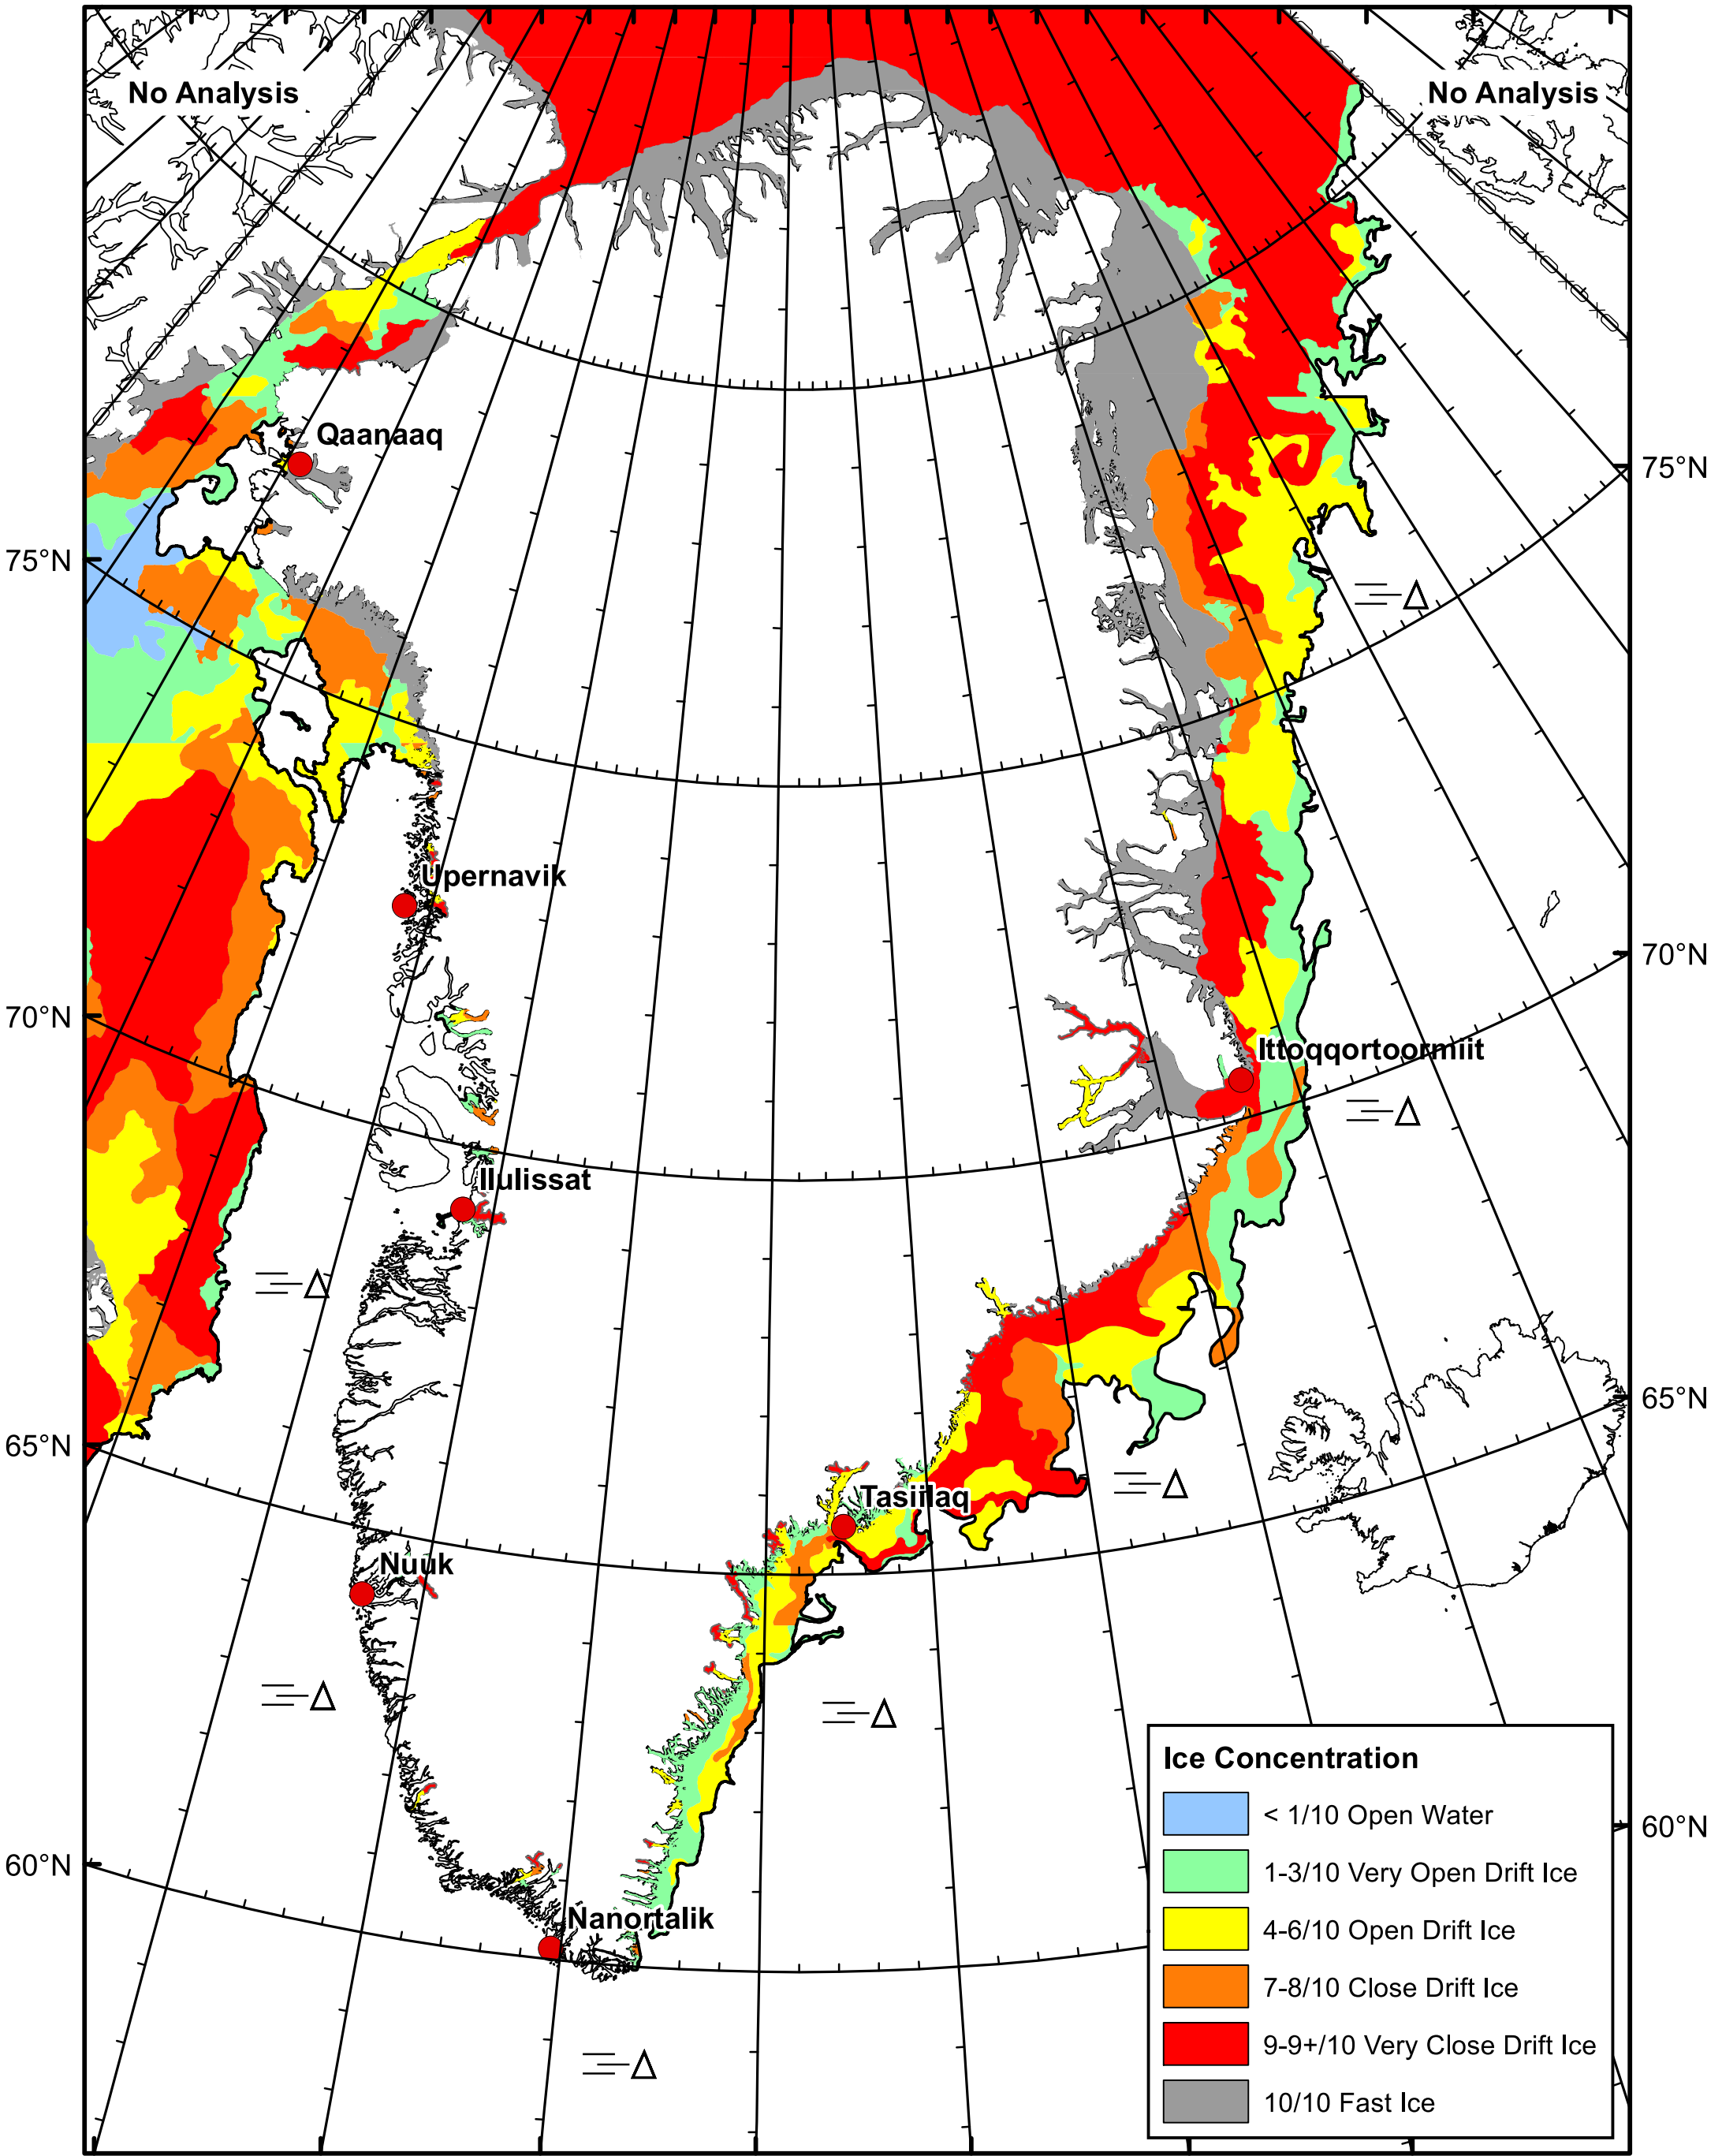 No Analysis
No Analysis
Qaanaaq
75°N
75°N
Upernavik
70°N
70°N
Ittoqqortoormiit
Ilulissat
65°N
65°N
Tasiilaq
Nuuk
Ice Concentration
< 1/10 Open Water
1-3/10 Very Open Drift Ice
4-6/10 Open Drift Ice
7-8/10 Close Drift Ice
9-9+/10 Very Close Drift Ice
10/10 Fast Ice
60°N
60°N
Nanortalik